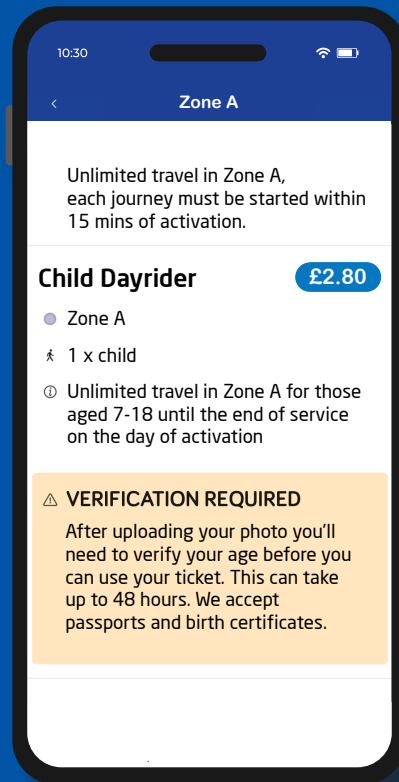 10:30
Zone A
Unlimited travel in Zone A,
each journey must be started within
15 mins of activation.
Child Dayrider
£2.80
Zone A
1 x child
Unlimited travel in Zone A for those
aged 7-18 until the end of service
on the day of activation
VERIFICATION REQUIRED
After uploading your photo you'll
need to verify your age before you
can use your ticket. This can take
up to 48 hours. We accept
passports and birth certificates.